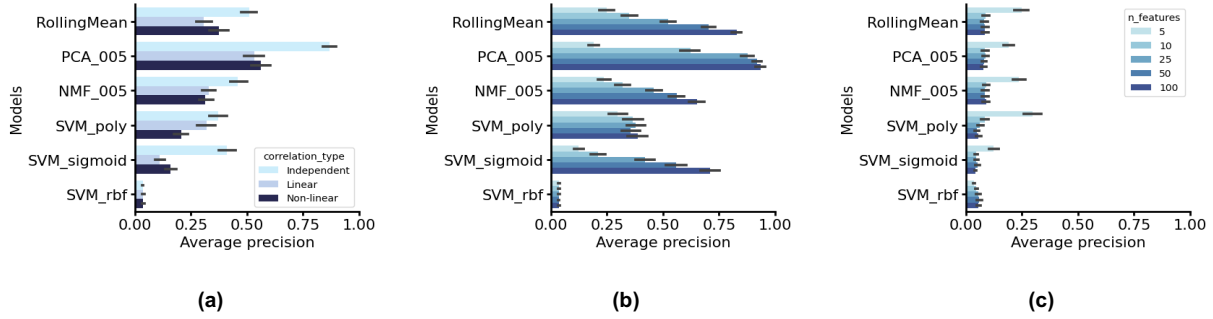 Models
RollingMean
PCA_005
NMF_005
SVM_poly
SVM_sigmoid
SVM_rbf
correlation_type
Independent
Linear
Non-linear
0.00 0.25 0.50 0.75 1.00
Average precision
(a)
Models
RollingMean
PCA_005
NMF_005
SVM_poly
SVM_sigmoid
SVM_rbf
0.00 0.25 0.50 0.75 1.00
Average precision
(b)
Models
RollingMean
PCA_005
NMF_005
SVM_poly
SVM_sigmoid
SVM_rbf
n_features
5
10
25
50
100
0.00 0.25 0.50 0.75 1.00
Average precision
(c)